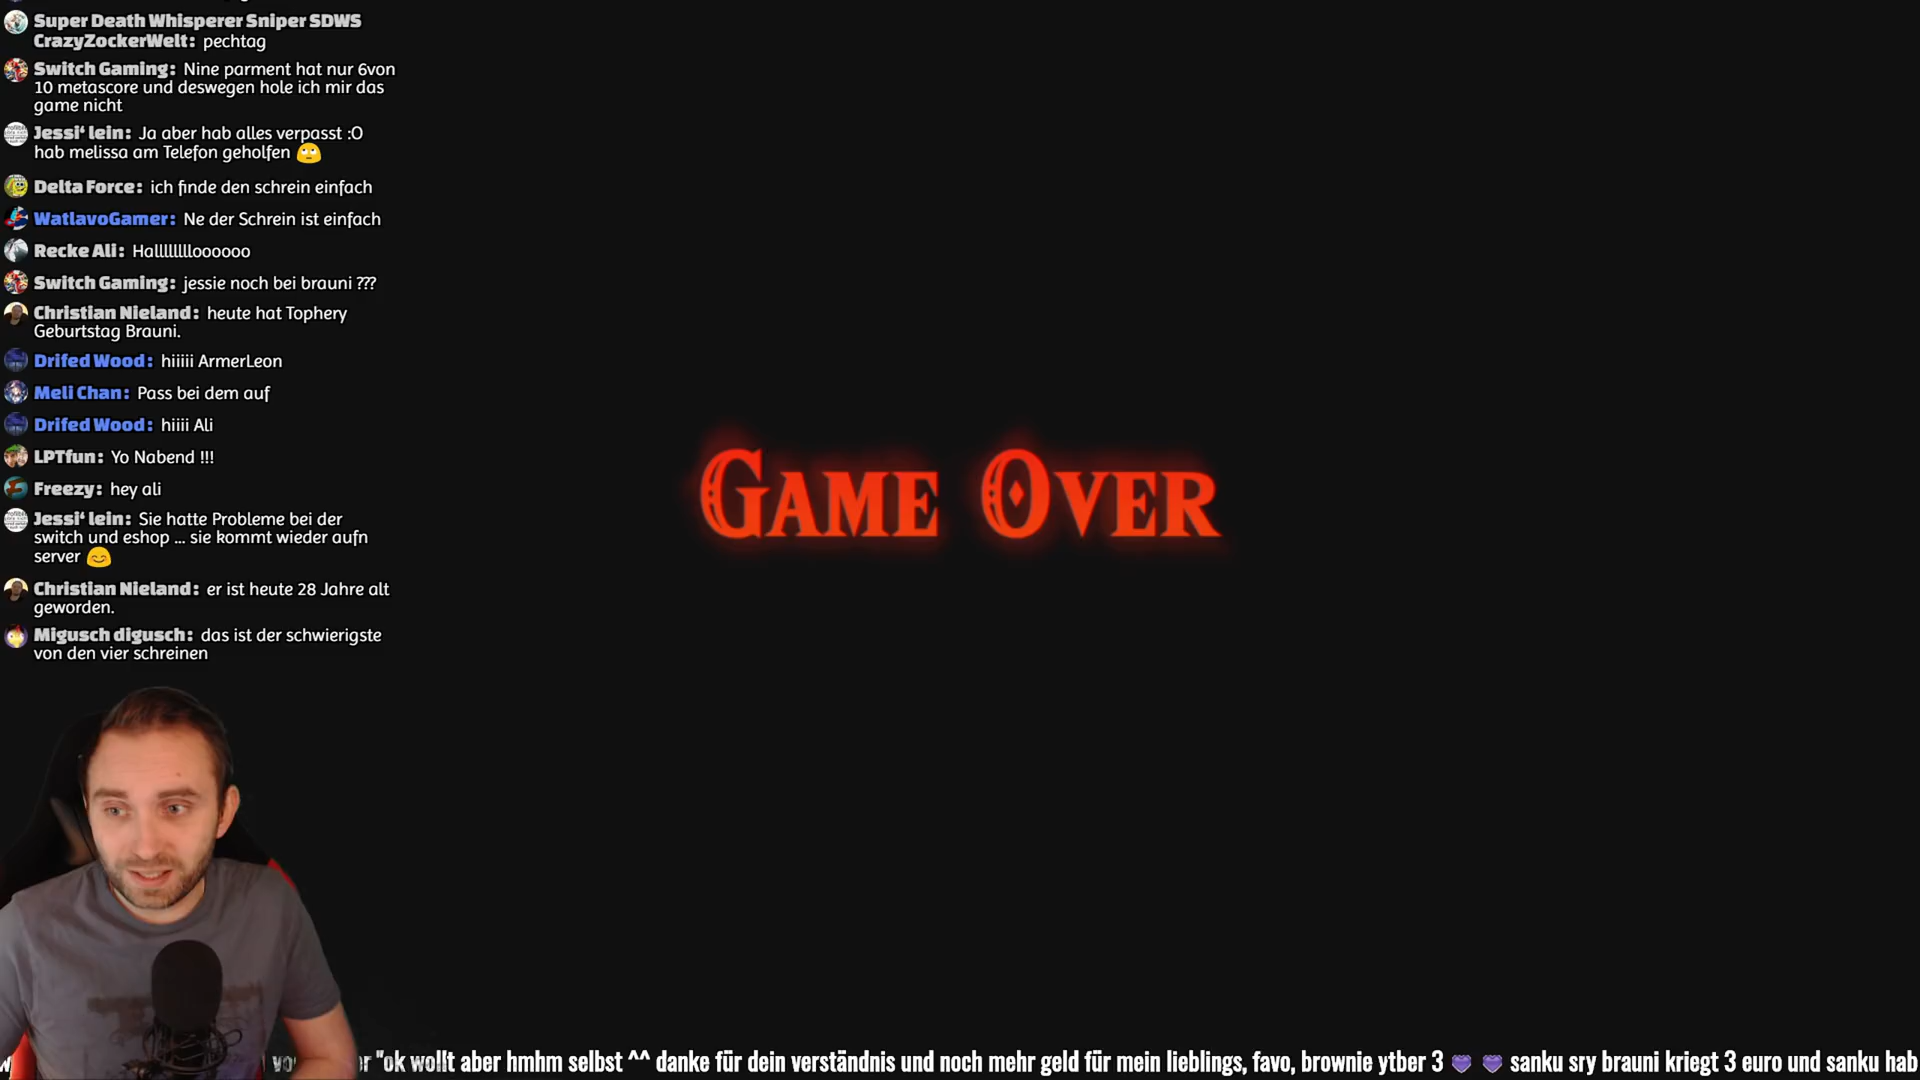 Super Death Whisperer Sniper SDWS
CrazyZockerWelt: pechtag
Switch Gaming: Nine parment hat nur 6von
10 metascore und deswegen hole ich mir das
game nicht
Jessi‘ lein: Ja aber hab alles verpasst :O
hab melissa am Telefon geholfen 🙄
Delta Force: ich finde den schrein einfach
WatlavoGamer: Ne der Schrein ist einfach
Recke Ali: Hallllllllloooooo
Switch Gaming: jessie noch bei brauni ???
Christian Nieland: heute hat Tophery
Geburtstag Brauni.
Drifed Wood: hiiiii ArmerLeon
Meli Chan: Pass bei dem auf
Drifed Wood: hiiii Ali
LPTfun: Yo Nabend !!!
Freezy: hey ali
Jessi‘ lein: Sie hatte Probleme bei der
switch und eshop ... sie kommt wieder aufn
server 😊
Christian Nieland: er ist heute 28 Jahre alt
geworden.
Migusch digusch: das ist der schwierigste
von den vier schreinen
GAME OVER
"ok wollt aber hmhm selbst ^^ danke für dein verständnis und noch mehr geld für mein lieblings, favo, brownie ytber 3 💜 💜 sanku sry brauni kriegt 3 euro und sanku hab